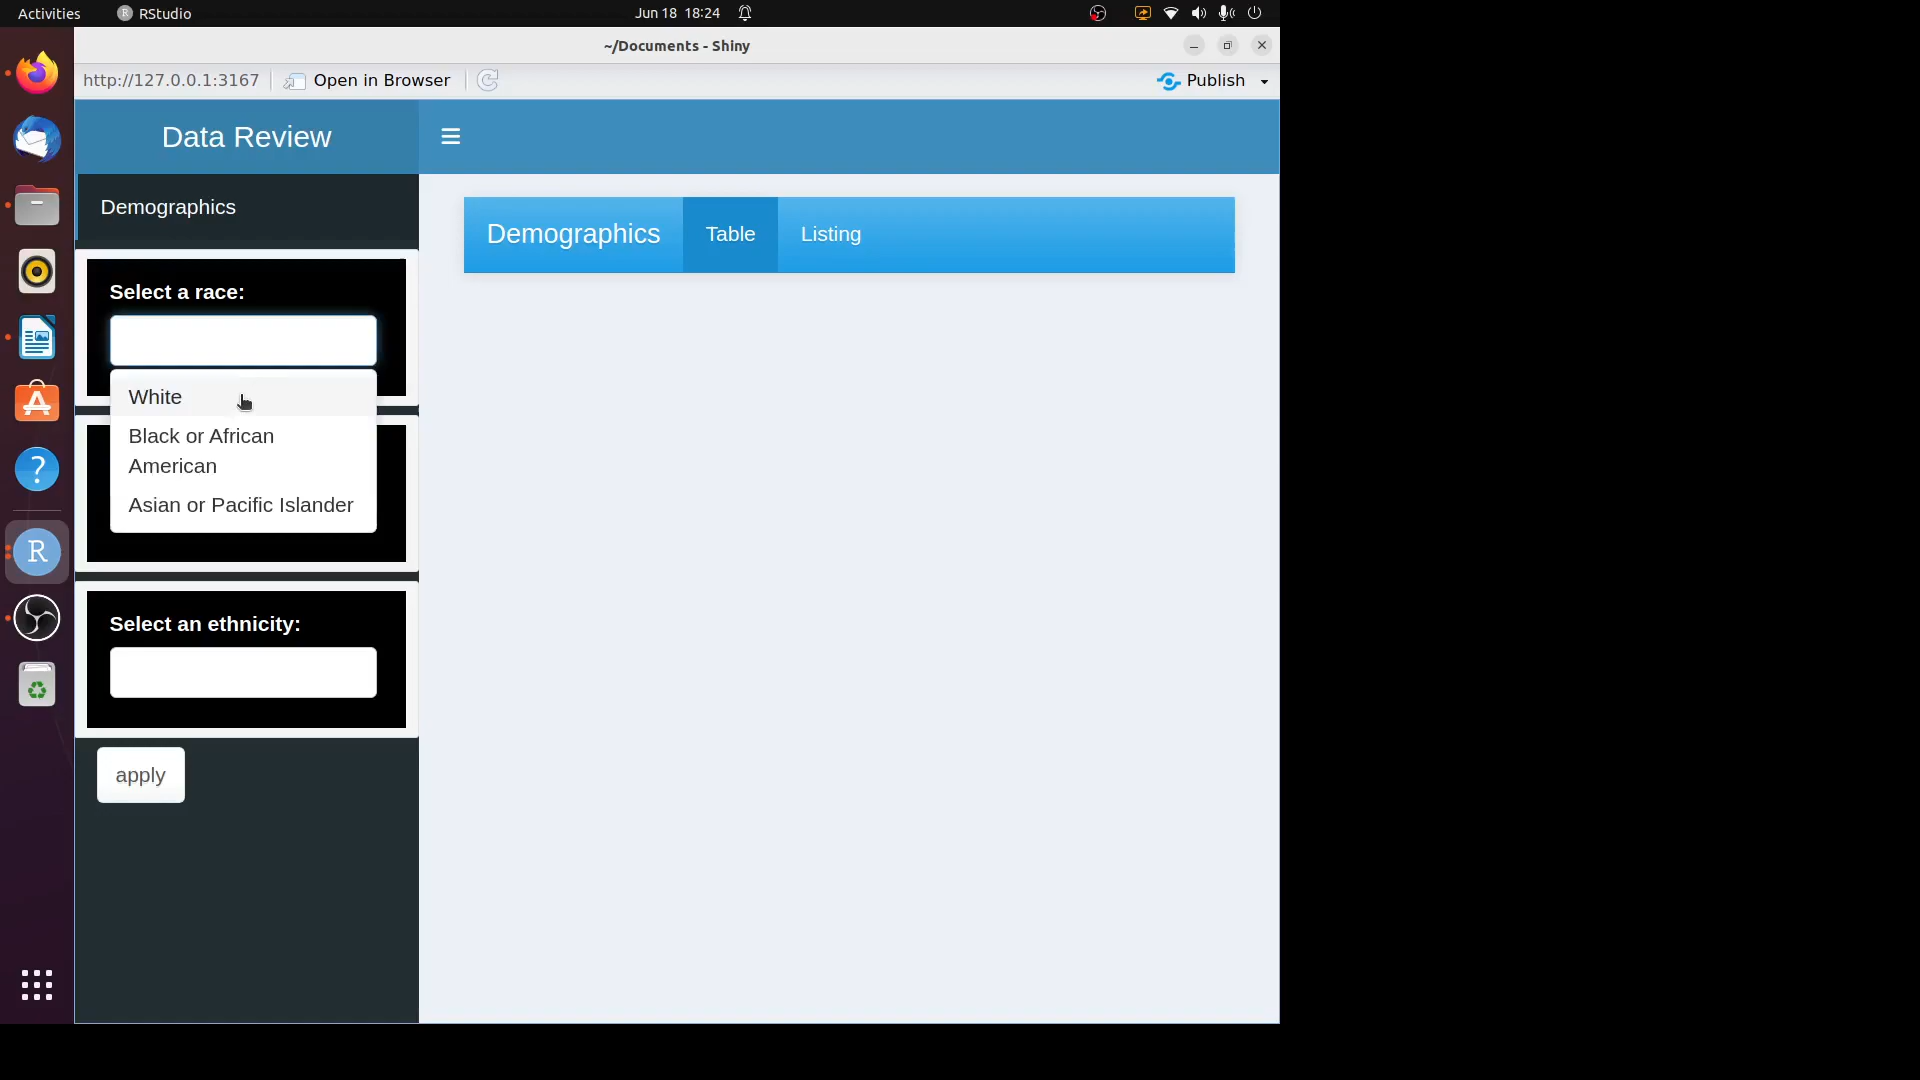 Activities
RStudio
Jun 18 18:24
~/Documents - Shiny
http://127.0.0.1:3167
Open in Browser
Publish
Data Review
Demographics
Demographics
Table
Listing
Select a race:
White
Black or African
American
Asian or Pacific Islander
Select an ethnicity:
apply